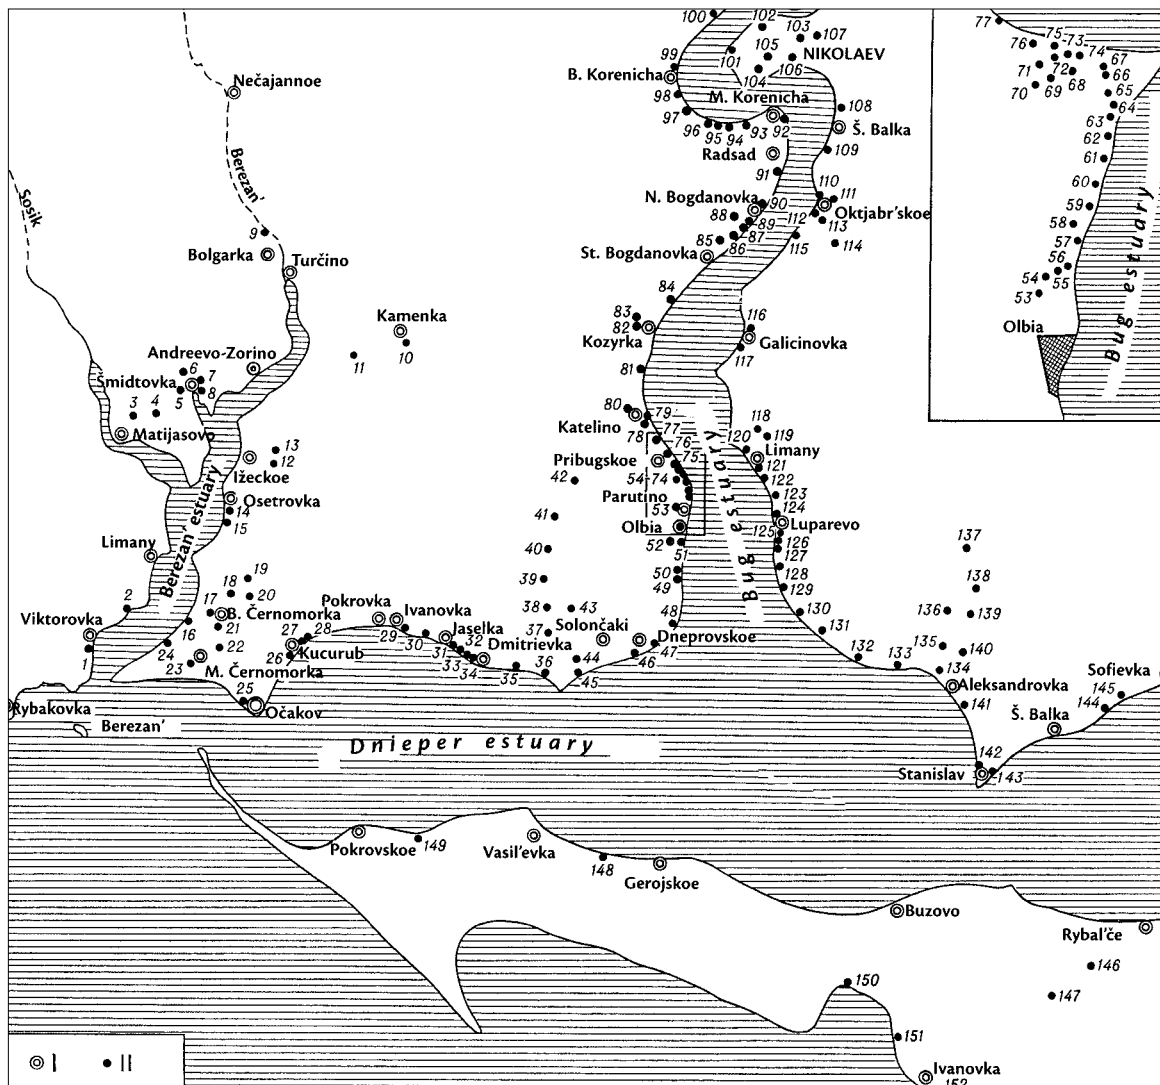 100
102
103
107
105
NIKOLAEV
101
106
104
99
B. Korenicha
M. Korenicha
98
97
96
95
94
93
92
108
Š. Balka
Radsad
109
91
N. Bogdanovka
90
110
111
Oktjabr'skoe
88
89
112
113
87
85
86
115
114
St. Bogdanovka
84
83
82
Kozyrka
116
Galicinovka
117
81
80
79
Katelino
78
77
76
75
Pribugskoe
54-74
Parutino
53
Olbia
52
51
50
49
48
Bug estuary
118
119
120
Limany
121
122
123
124
Luparevo
125
126
127
128
129
130
131
132
133
134
135
136
137
138
139
140
Aleksandrovka
141
142
Stanislav
143
Š. Balka
144
145
Sofievka
Nečajannoe
Berezan'
Sosik
9
Bolgarka
Turčino
Kamenka
10
11
Andreevo-Zorino
6
7
Šmidtovka
5
8
3
4
Matijasovo
13
12
Ižeckoe
Osetrovka
14
15
Berezan' estuary
Limany
2
Viktorovka
1
19
18
20
17
B. Černomorka
16
21
22
24
23
M. Černomorka
25
Očakov
Rybakovka
Berezan'
26
27
28
Kucurub
Pokrovka
Ivanovka
29
30
Jaselka
31
32
33
34
Dmitrievka
35
36
37
38
39
40
41
42
43
Solončaki
44
45
46
47
Dneprovskoe
Dnieper estuary
Pokrovskoe
149
Vasil'evka
148
Gerojskoe
Buzovo
Rybal'če
146
147
150
151
Ivanovka
152
I
II
77
76
75
73
74
67
71
72
66
70
69
68
65
64
63
62
61
60
59
58
57
56
54
55
53
Olbia
Bug estuary